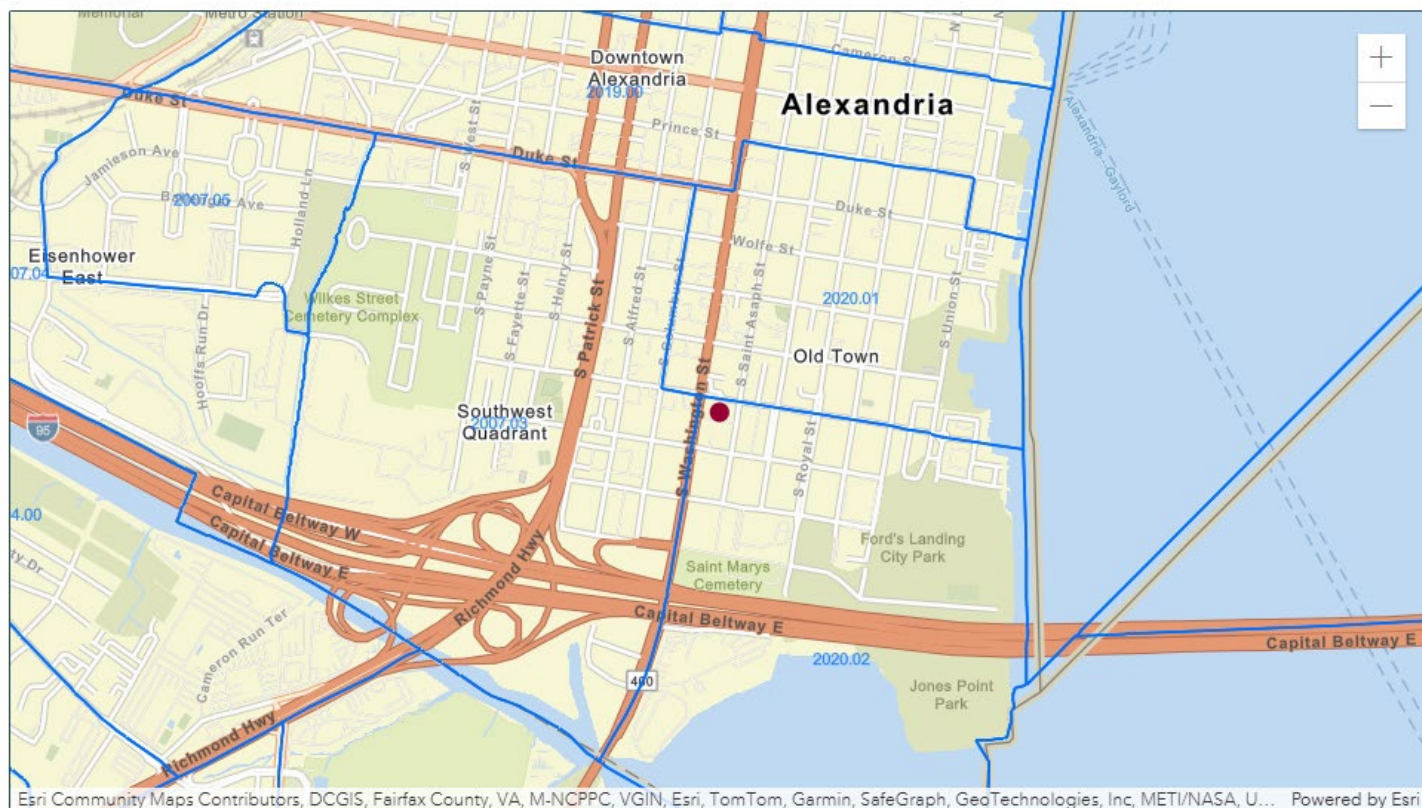 Memorial
Metro Station
Cameron St
Downtown
Alexandria
2019.00
Alexandria
Duke St
Prince St
S West St
Alexandria - Gaylord
Jamieson Ave
Duke St
2007.05
Holland Ln
Duke St
Wolfe St
Eisenhower
East
S Payne St
S Fayette St
S Henry St
S Patrick St
S Alfred St
S Columbus St
S Saint Asaph St
2020.01
S Union St
Wilkes Street
Cemetery Complex
Hooffs Run Dr
Old Town
95
Southwest
Quadrant
2007.03
S Washington St
S Royal St
Capital Beltway W
4.00
Capital Beltway E
Richmond Hwy
Ford's Landing
City Park
Saint Marys
Cemetery
Capital Beltway E
Capital Beltway E
2020.02
Cameron Run Ter
400
Jones Point
Park
Richmond Hwy
Esri Community Maps Contributors, DCGIS, Fairfax County, VA, M-NCPPC, VGIN, Esri, TomTom, Garmin, SafeGraph, GeoTechnologies, Inc, METI/NASA, U... Powered by Esri